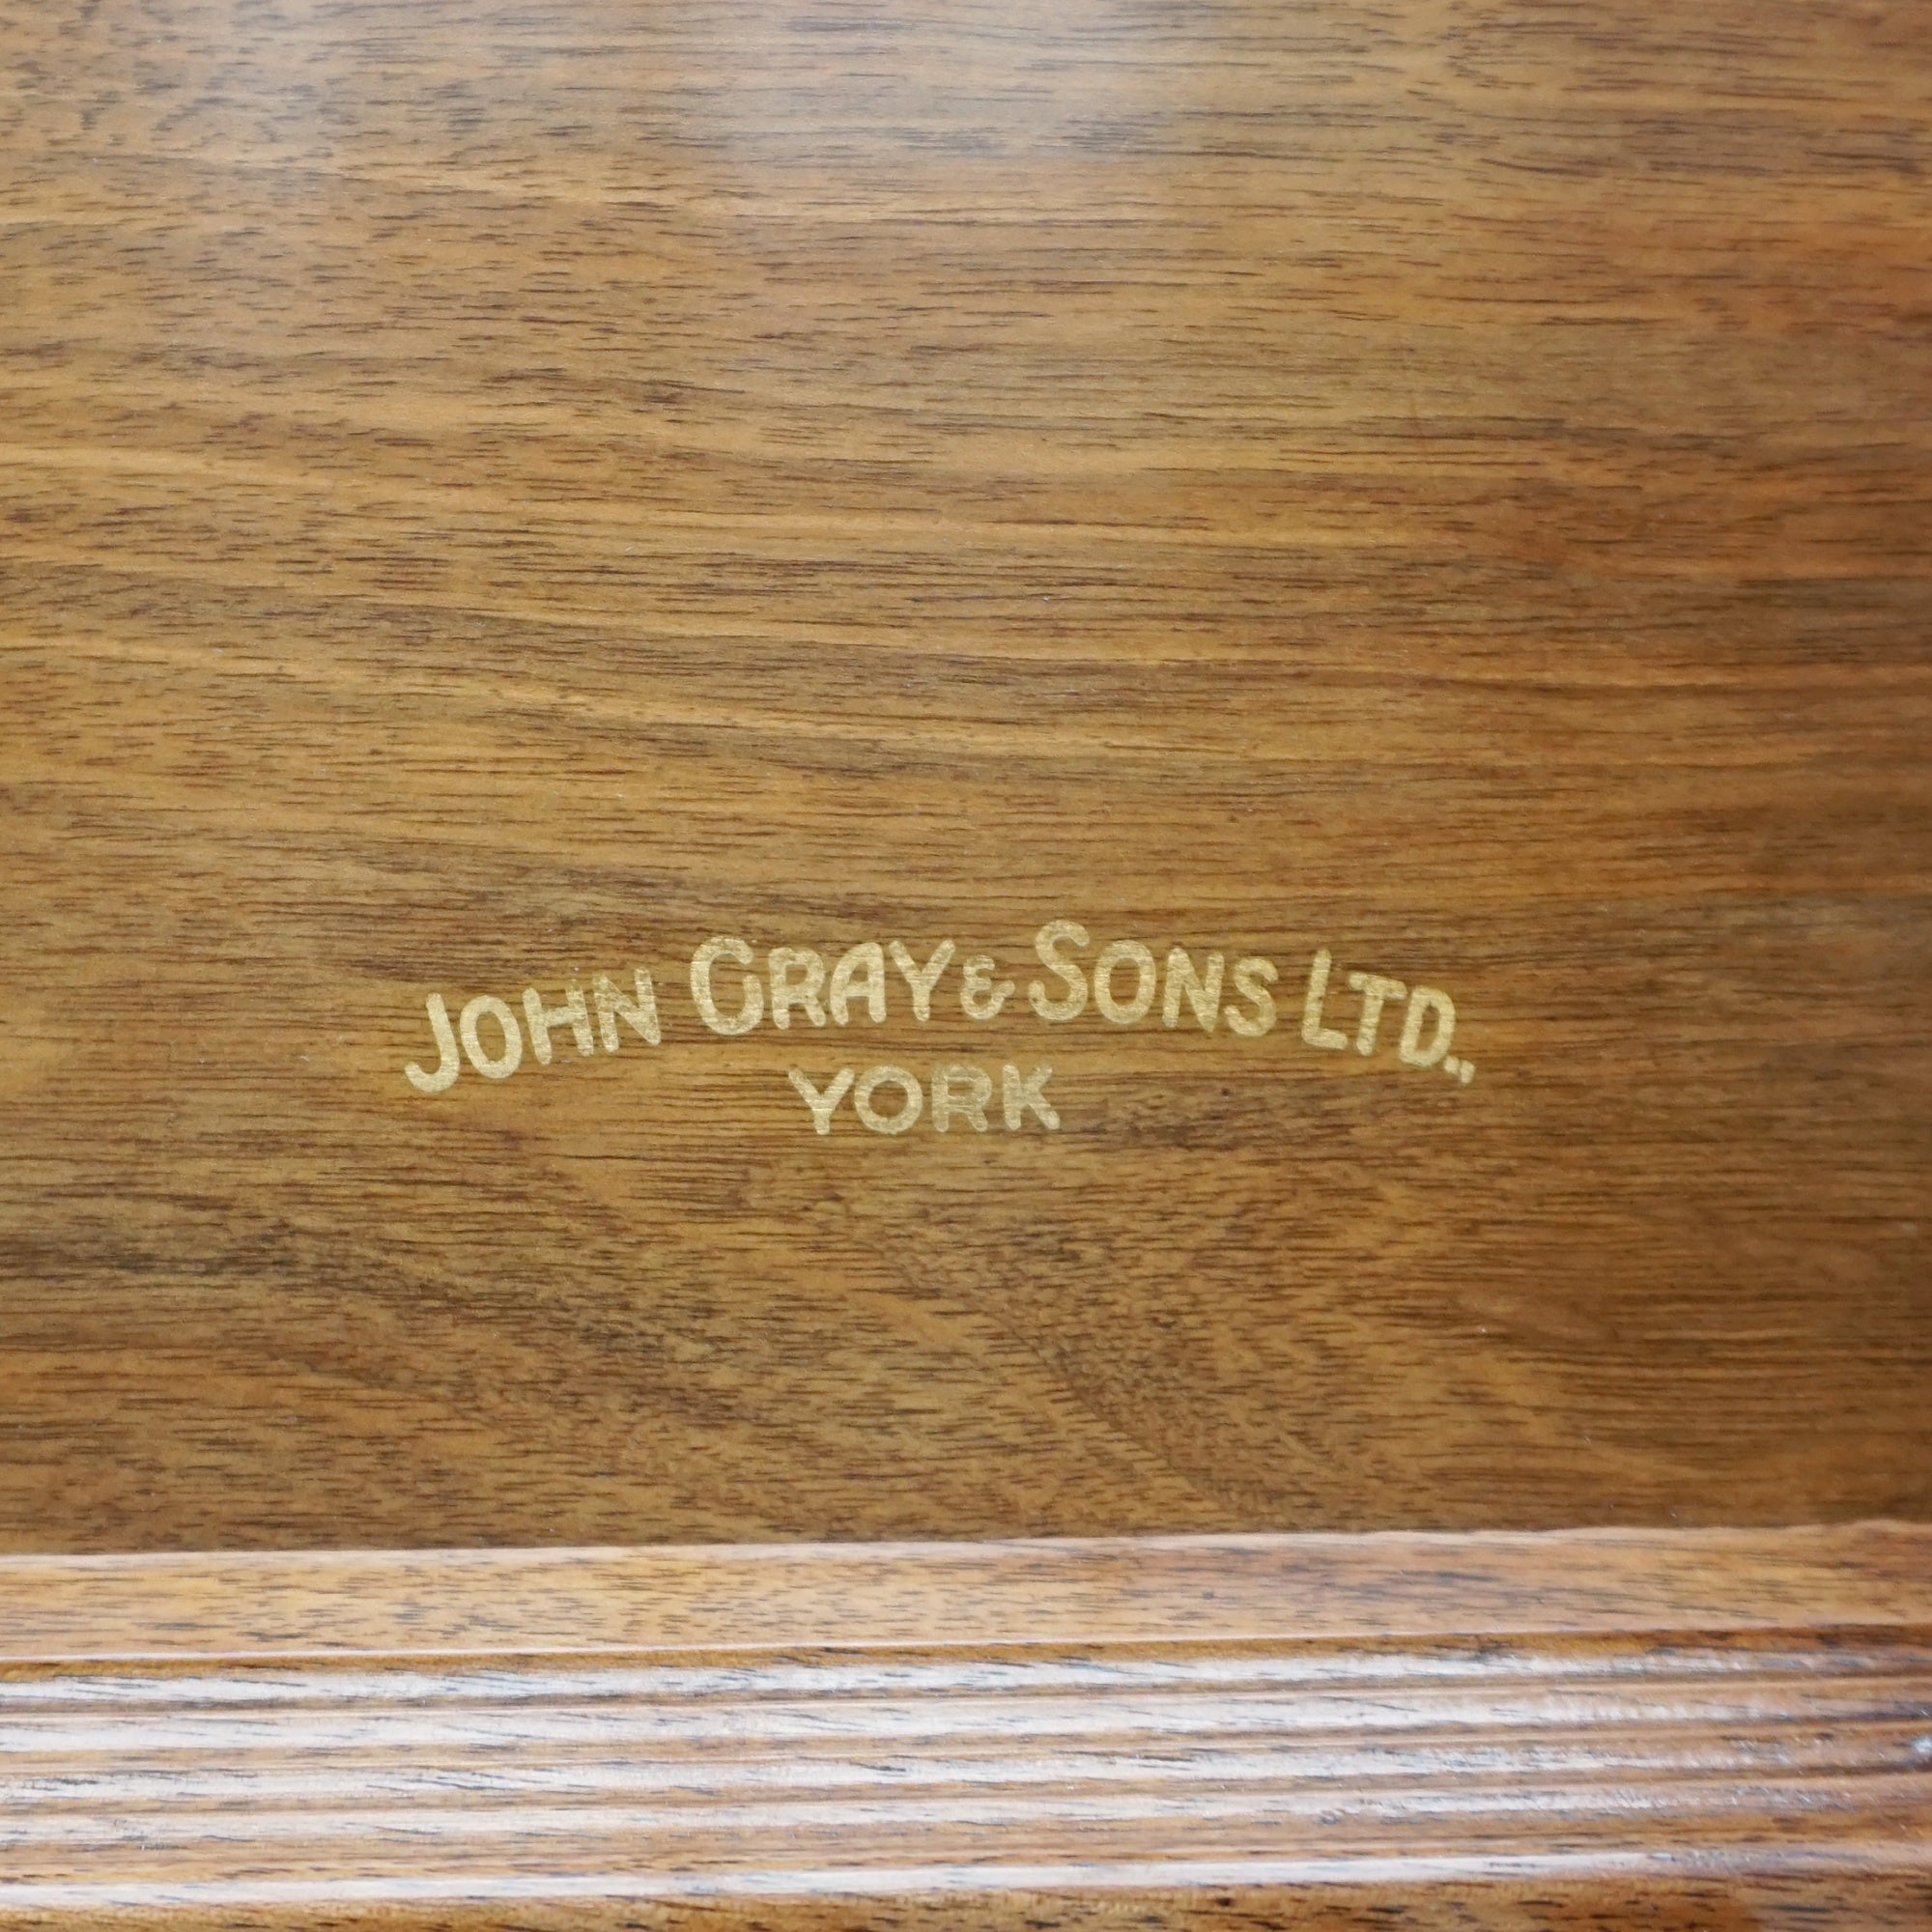 JOHN GRAY & SONS LTD.,
YORK